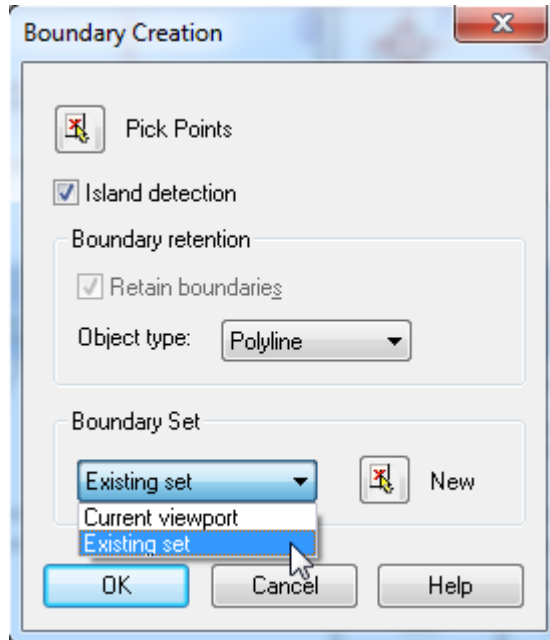 Boundary Creation
Pick Points
Island detection
Boundary retention
Retain boundaries
Object type: Polyline
Boundary Set
Existing set New
Current viewport
Existing set
OK Cancel Help